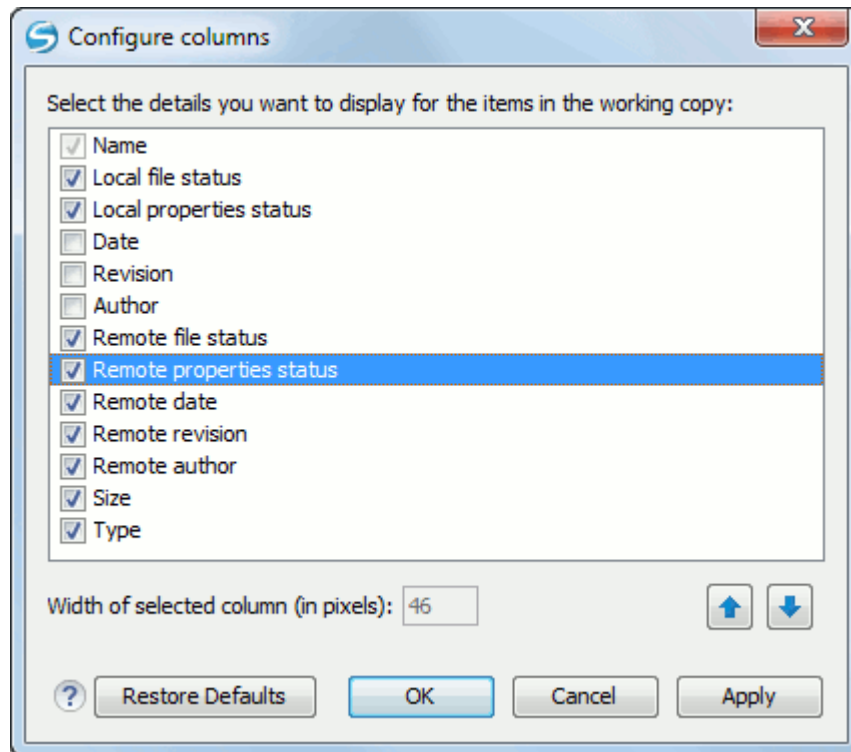 Configure columns
Select the details you want to display for the items in the working copy:
Name
Local file status
Local properties status
Date
Revision
Author
Remote file status
Remote properties status
Remote date
Remote revision
Remote author
Size
Type
Width of selected column (in pixels): 46
? Restore Defaults OK Cancel Apply